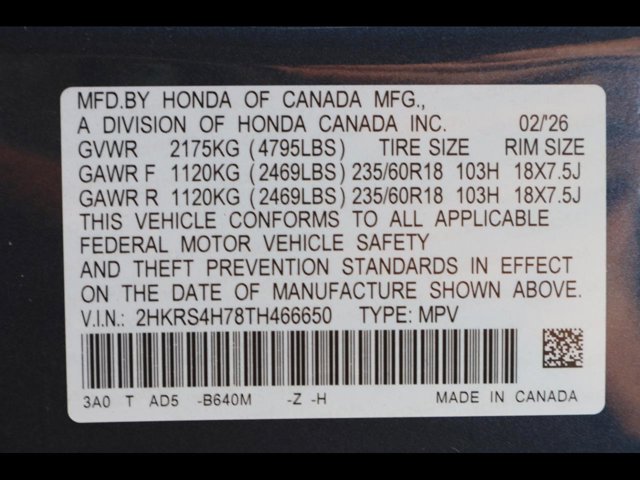 MFD.BY HONDA OF CANADA MFG.,
A DIVISION OF HONDA CANADA INC. 02/'26
GVWR 2175KG (4795LBS) TIRE SIZE RIM SIZE
GAWR F 1120KG (2469LBS) 235/60R18 103H 18X7.5J
GAWR R 1120KG (2469LBS) 235/60R18 103H 18X7.5J
THIS VEHICLE CONFORMS TO ALL APPLICABLE
FEDERAL MOTOR VEHICLE SAFETY
AND THEFT PREVENTION STANDARDS IN EFFECT
ON THE DATE OF MANUFACTURE SHOWN ABOVE.
V.I.N.: 2HKRS4H78TH466650 TYPE: MPV
3A0 T AD5 -B640M -Z -H MADE IN CANADA